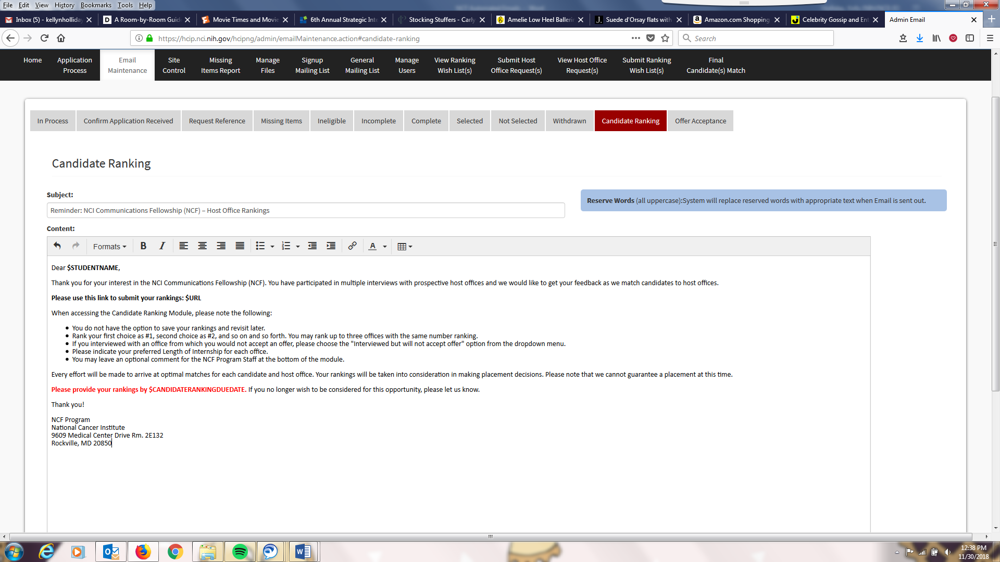 File Edit View History Bookmarks Tools Help
Inbox (5) - kellynholliday
A Room-by-Room Guid
Movie Times and Movie
6th Annual Strategic Inte
Stocking Stuffers - Carly
Amelie Low Heel Ballerin
Suede d'Orsay flats with
Amazon.com Shopping
Celebrity Gossip and Ent
Admin Email
https://hcip.nci.nih.gov/hcipng/admin/emailMaintenance.action#candidate-ranking
Search
Home
Application Process
Email Maintenance
Site Control
Missing Items Report
Manage Files
Signup Mailing List
General Mailing List
Manage Users
View Ranking Wish List(s)
Submit Host Office Request(s)
View Host Office Request(s)
Submit Ranking Wish List(s)
Final Candidate(s) Match
In Process
Confirm Application Received
Request Reference
Missing Items
Ineligible
Incomplete
Complete
Selected
Not Selected
Withdrawn
Candidate Ranking
Offer Acceptance
Candidate Ranking
Subject:
Reminder: NCI Communications Fellowship (NCF) – Host Office Rankings
Reserve Words (all uppercase):System will replace reserved words with appropriate text when Email is sent out.
Content:
Formats B I A
Dear $STUDENTNAME,
Thank you for your interest in the NCI Communications Fellowship (NCF). You have participated in multiple interviews with prospective host offices and we would like to get your feedback as we match candidates to host offices.
Please use this link to submit your rankings: $URL
When accessing the Candidate Ranking Module, please note the following:
• You do not have the option to save your rankings and revisit later.
• Rank your first choice as #1, second choice as #2, and so on and so forth. You may rank up to three offices with the same number ranking.
• If you interviewed with an office from which you would not accept an offer, please choose the "Interviewed but will not accept offer" option from the dropdown menu.
• Please indicate your preferred Length of Internship for each office.
• You may leave an optional comment for the NCF Program Staff at the bottom of the module.
Every effort will be made to arrive at optimal matches for each candidate and host office. Your rankings will be taken into consideration in making placement decisions. Please note that we cannot guarantee a placement at this time.
Please provide your rankings by $CANDIDATERANKINGDUEDATE. If you no longer wish to be considered for this opportunity, please let us know.
Thank you!
NCF Program
National Cancer Institute
9609 Medical Center Drive Rm. 2E132
Rockville, MD 20850
12:38 PM
11/30/2018